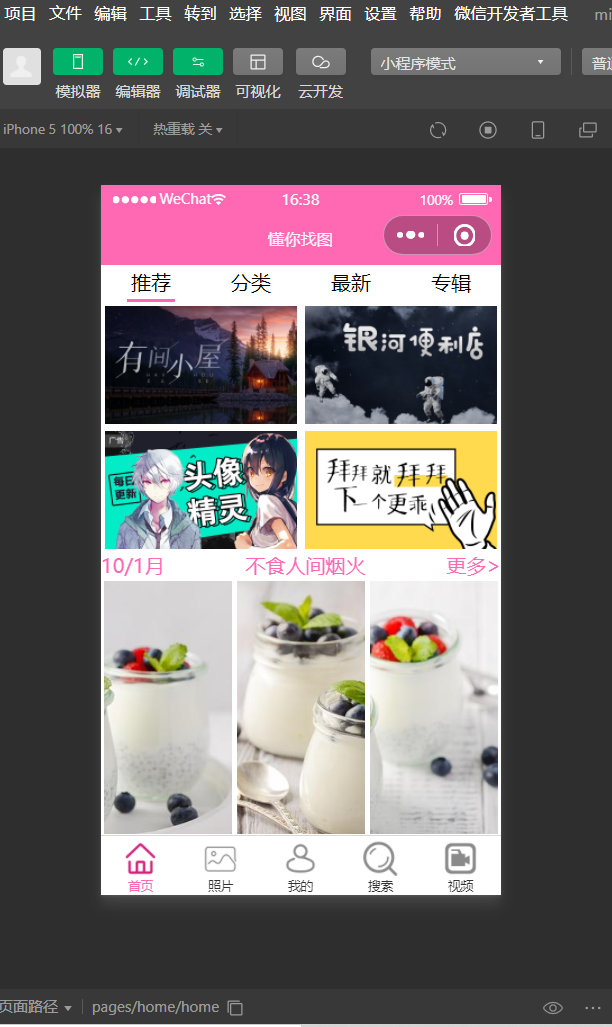 项目 文件 编辑 工具 转到 选择 视图 界面 设置 帮助 微信开发者工具 mi
小程序模式 普通
模拟器 编辑器 调试器 可视化 云开发
iPhone 5 100% 16 热重载 关
WeChat 16:38 100%
懂你找图
推荐 分类 最新 专辑
有间小屋
银河便利店
广告
每日更新
头像精灵
拜拜就拜拜
下一个更乖
10/1月 不食人间烟火 更多>
首页 照片 我的 搜索 视频
页面路径 pages/home/home